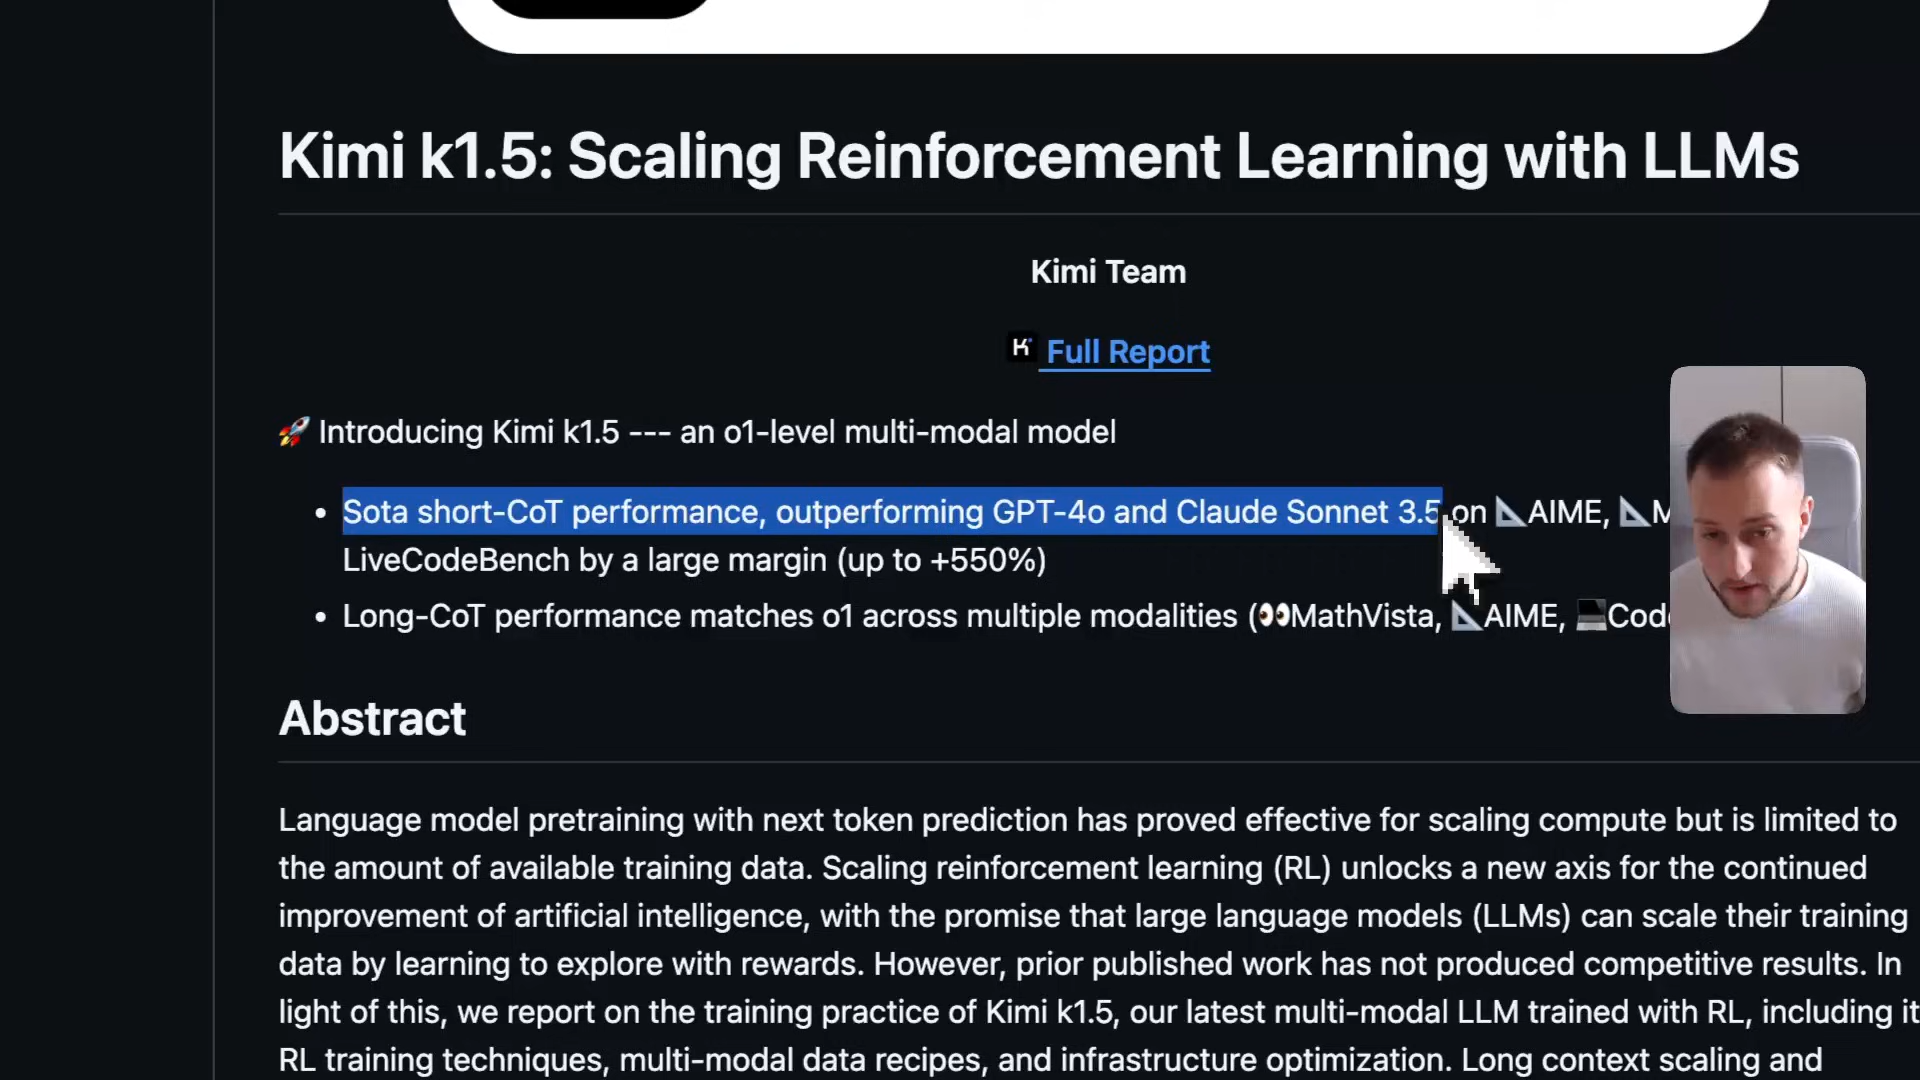 Kimi k1.5: Scaling Reinforcement Learning with LLMs
Kimi Team
Full Report
🚀 Introducing Kimi k1.5 --- an o1-level multi-modal model
• Sota short-CoT performance, outperforming GPT-4o and Claude Sonnet 3.5 on 📐AIME, 📐M
LiveCodeBench by a large margin (up to +550%)
• Long-CoT performance matches o1 across multiple modalities (👀MathVista, 📐AIME, 💻Code
Abstract
Language model pretraining with next token prediction has proved effective for scaling compute but is limited to
the amount of available training data. Scaling reinforcement learning (RL) unlocks a new axis for the continued
improvement of artificial intelligence, with the promise that large language models (LLMs) can scale their training
data by learning to explore with rewards. However, prior published work has not produced competitive results. In
light of this, we report on the training practice of Kimi k1.5, our latest multi-modal LLM trained with RL, including it
RL training techniques, multi-modal data recipes, and infrastructure optimization. Long context scaling and